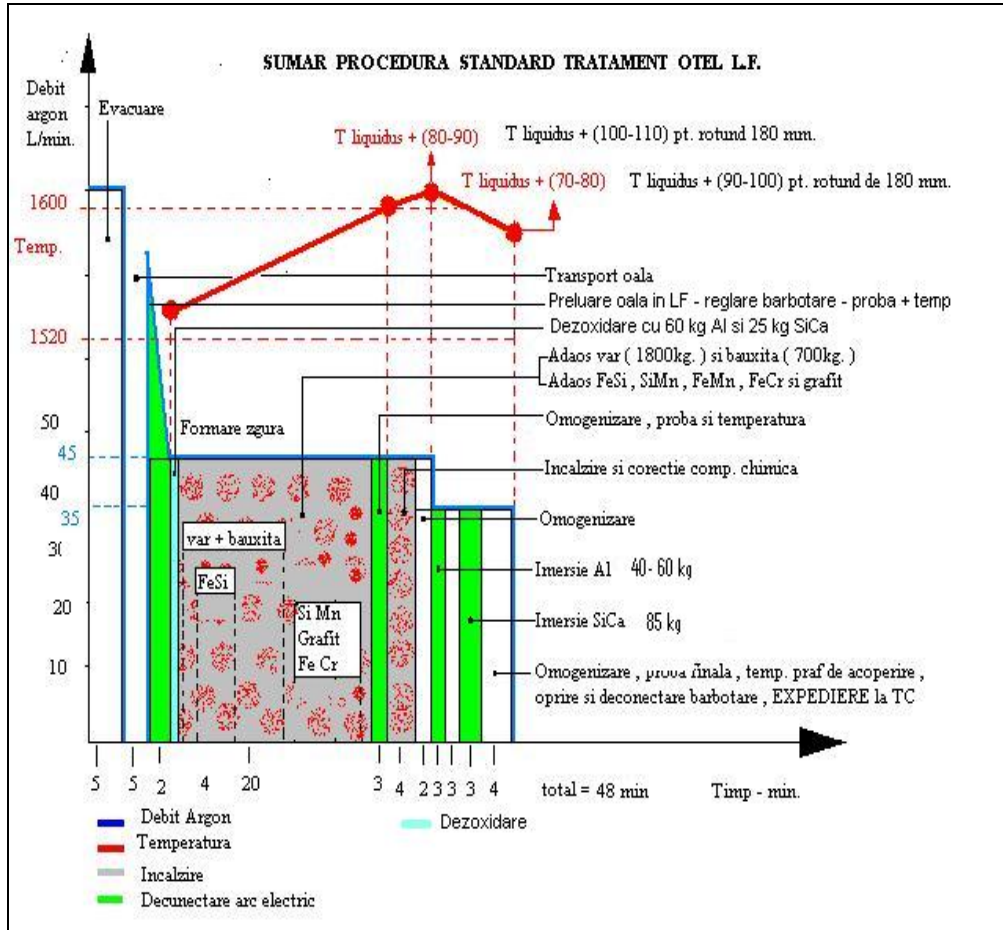 SUMAR PROCEDURA STANDARD TRATAMENT OTEL L.F.
Debit
argon
L/min.
Evacuare
T liquidus + (80-90)
T liquidus + (100-110) pt. rotund 180 mm.
T liquidus + (70-80)
T liquidus + (90-100) pt. rotund de 180 mm.
1600
Temp.
Transport oala
Preluare oala in LF - reglare barbotare - proba + temp
1520
Dezoxidare cu 60 kg Al si 25 kg SiCa
Adaos var ( 1800kg. ) si bauxita ( 700kg. )
Adaos FeSi , SiMn , FeMn , FeCr si grafit
50
Formare zgura
Omogenizare , proba si temperatura
45
Incalzire si corectie comp. chimica
40
35
Omogenizare
30
var + bauxita
Imersie Al 40-60 kg
FeSi
20
Si Mn
Grafit
Fe Cr
Imersie SiCa 85 kg
10
Omogenizare , proba finala , temp. praf de acoperire ,
oprire si deconectare barbotare , EXPEDIERE la TC
5 5 2 4 20 3 4 2 3 3 3 4
total = 48 min
Timp - min.
Debit Argon
Dezoxidare
Temperatura
Incalzire
Decunectare arc electric